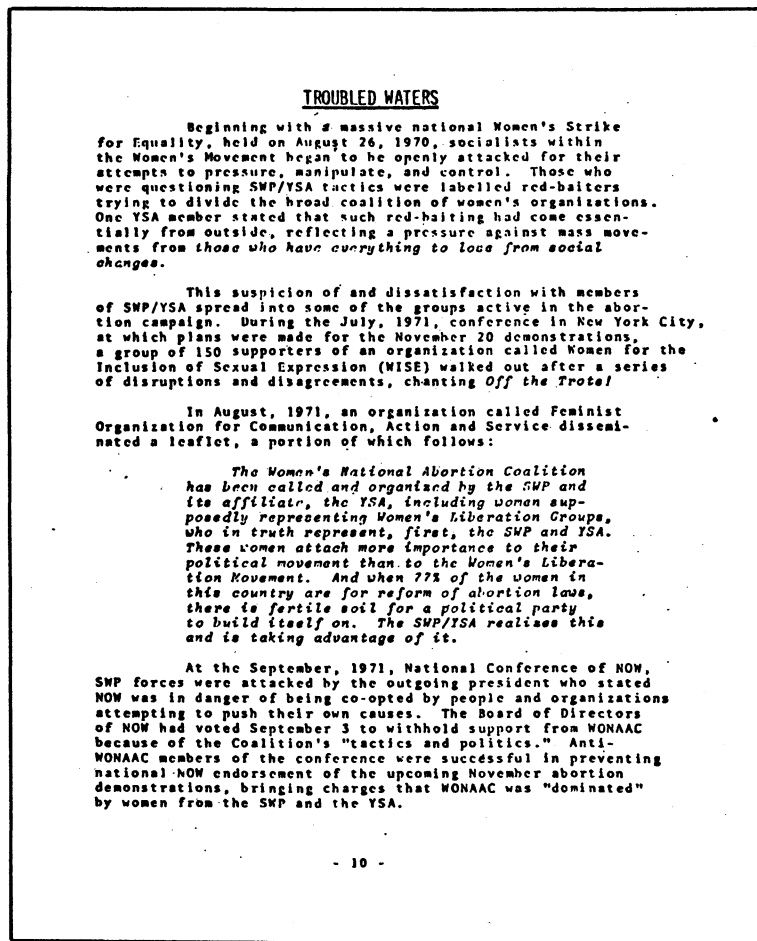 TROUBLED WATERS
Beginning with a massive national Women's Strike
for Equality, held on August 26, 1970, socialists within
the Women's Movement began to be openly attacked for their
attempts to pressure, manipulate, and control. Those who
were questioning SWP/YSA tactics were labelled red-baiters
trying to divide the broad coalition of women's organizations.
One YSA member stated that such red-baiting had come essen-
tially from outside, reflecting a pressure against mass move-
ments from those who have everything to lose from social
changes.
This suspicion of and dissatisfaction with members
of SWP/YSA spread into some of the groups active in the abor-
tion campaign. During the July, 1971, conference in New York City,
at which plans were made for the November 20 demonstrations,
a group of 150 supporters of an organization called Women for the
Inclusion of Sexual Expression (WISE) walked out after a series
of disruptions and disagreements, chanting Off the Trots!
In August, 1971, an organization called Feminist
Organization for Communication, Action and Service dissemi-
nated a leaflet, a portion of which follows:
The Women's National Abortion Coalition
has been called and organized by the SWP and
its affiliate, the YSA, including women sup-
posedly representing Women's Liberation Groups,
who in truth represent, first, the SWP and YSA.
These women attach more importance to their
political movement than to the Women's Libera-
tion Movement. And when 77% of the women in
this country are for reform of abortion laws,
there is fertile soil for a political party
to build itself on. The SWP/YSA realizes this
and is taking advantage of it.
At the September, 1971, National Conference of NOW,
SWP forces were attacked by the outgoing president who stated
NOW was in danger of being co-opted by people and organizations
attempting to push their own causes. The Board of Directors
of NOW had voted September 3 to withhold support from WONAAC
because of the Coalition's "tactics and politics." Anti-
WONAAC members of the conference were successful in preventing
national NOW endorsement of the upcoming November abortion
demonstrations, bringing charges that WONAAC was "dominated"
by women from the SWP and the YSA.
- 10 -